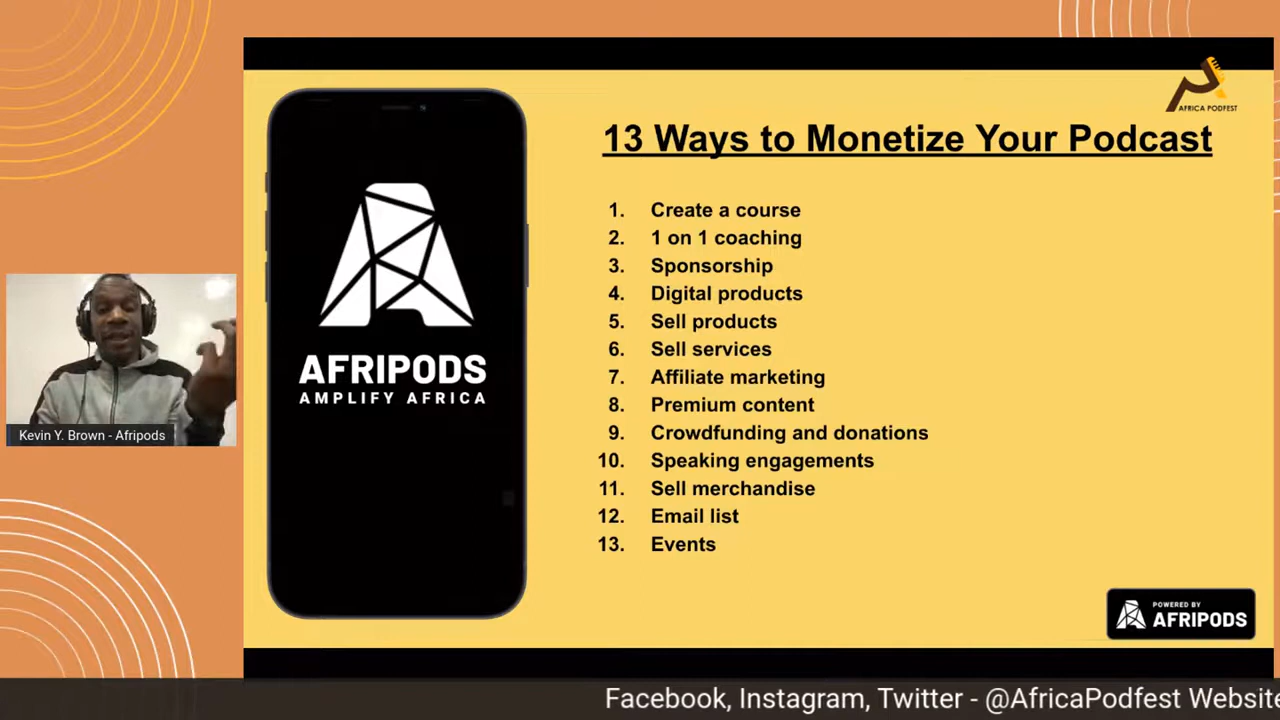 AFRICA PODFEST
13 Ways to Monetize Your Podcast
1. Create a course
2. 1 on 1 coaching
3. Sponsorship
4. Digital products
5. Sell products
6. Sell services
7. Affiliate marketing
8. Premium content
9. Crowdfunding and donations
10. Speaking engagements
11. Sell merchandise
12. Email list
13. Events
AFRIPODS
AMPLIFY AFRICA
Kevin Y. Brown - Afripods
POWERED BY
AFRIPODS
Facebook, Instagram, Twitter - @AfricaPodfest Website